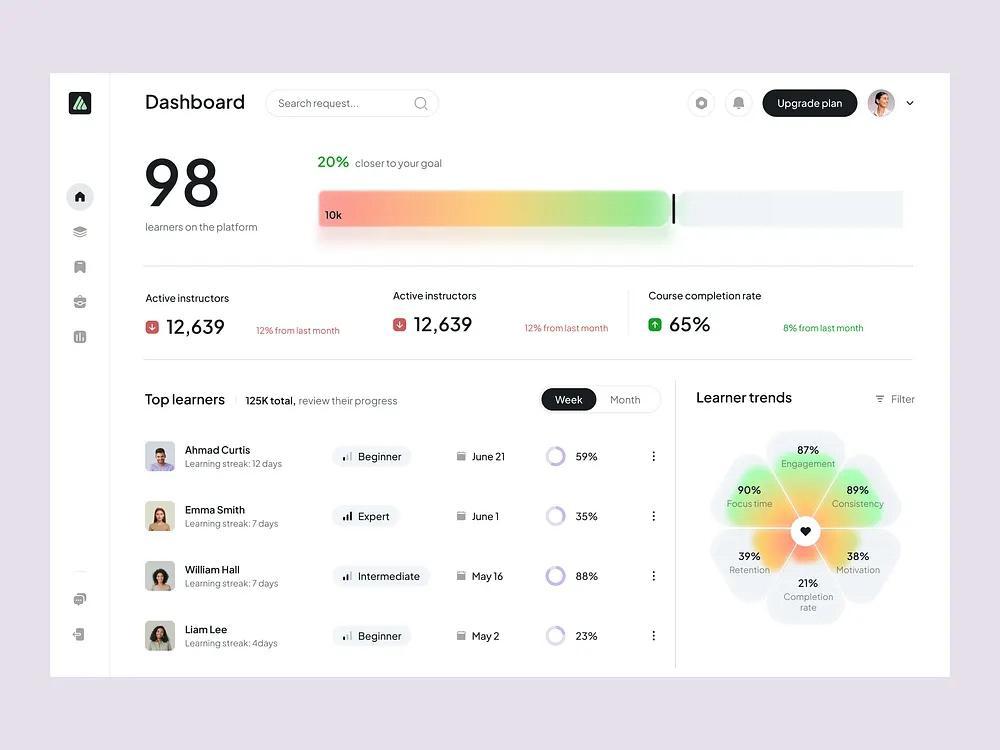 Dashboard
Search request...
Upgrade plan
98
learners on the platform
20% closer to your goal
10k
Active instructors
12,639
12% from last month
Active instructors
12,639
12% from last month
Course completion rate
65%
8% from last month
Top learners
125K total, review their progress
Week
Month
Ahmad Curtis
Learning streak: 12 days
Beginner
June 21
59%
Emma Smith
Learning streak: 7 days
Expert
June 1
35%
William Hall
Learning streak: 7 days
Intermediate
May 16
88%
Liam Lee
Learning streak: 4days
Beginner
May 2
23%
Learner trends
Filter
87%
Engagement
90%
Focus time
89%
Consistency
39%
Retention
38%
Motivation
21%
Completion
rate